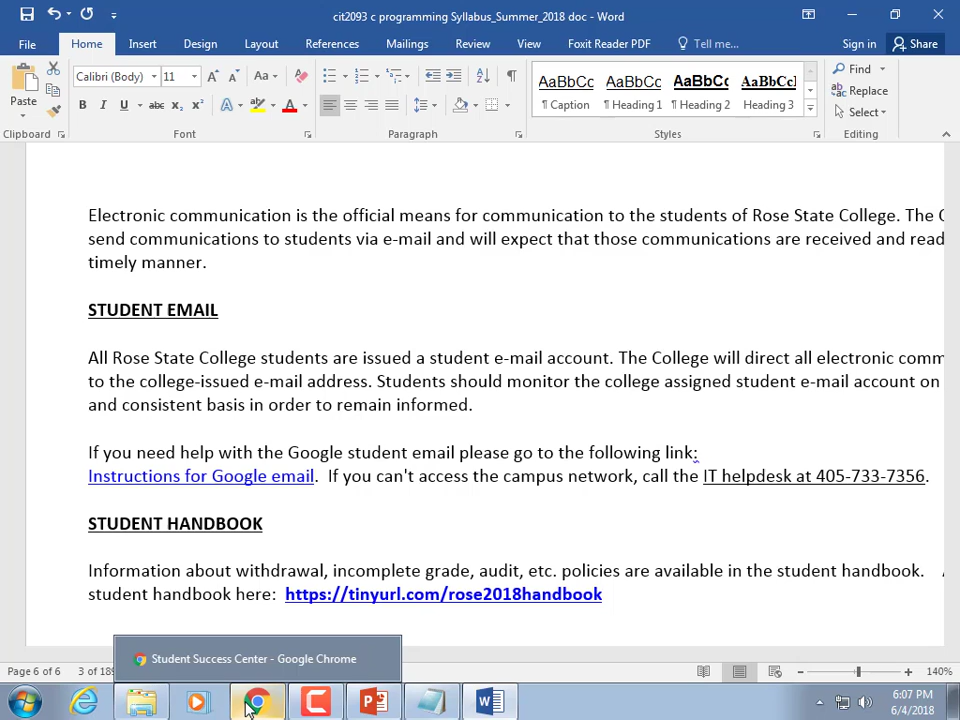 cit2093 c programming Syllabus_Summer_2018 doc - Word
File Home Insert Design Layout References Mailings Review View Foxit Reader PDF Tell me... Sign in Share
Paste
Calibri (Body) 11 A A Aa
AaBbCc AaBbCc AaBbCc AaBbCc
¶ Caption ¶ Heading 1 ¶ Heading 2 Heading 3
Find
Replace
Select
B I U abc X2 X2 A A
Clipboard Font Paragraph Styles Editing
Electronic communication is the official means for communication to the students of Rose State College. The C
send communications to students via e-mail and will expect that those communications are received and read
timely manner.
STUDENT EMAIL
All Rose State College students are issued a student e-mail account. The College will direct all electronic comm
to the college-issued e-mail address. Students should monitor the college assigned student e-mail account on
and consistent basis in order to remain informed.
If you need help with the Google student email please go to the following link:
Instructions for Google email. If you can't access the campus network, call the IT helpdesk at 405-733-7356.
STUDENT HANDBOOK
Information about withdrawal, incomplete grade, audit, etc. policies are available in the student handbook.
student handbook here: https://tinyurl.com/rose2018handbook
Student Success Center - Google Chrome
Page 6 of 6 3 of 189 140%
6:07 PM
6/4/2018